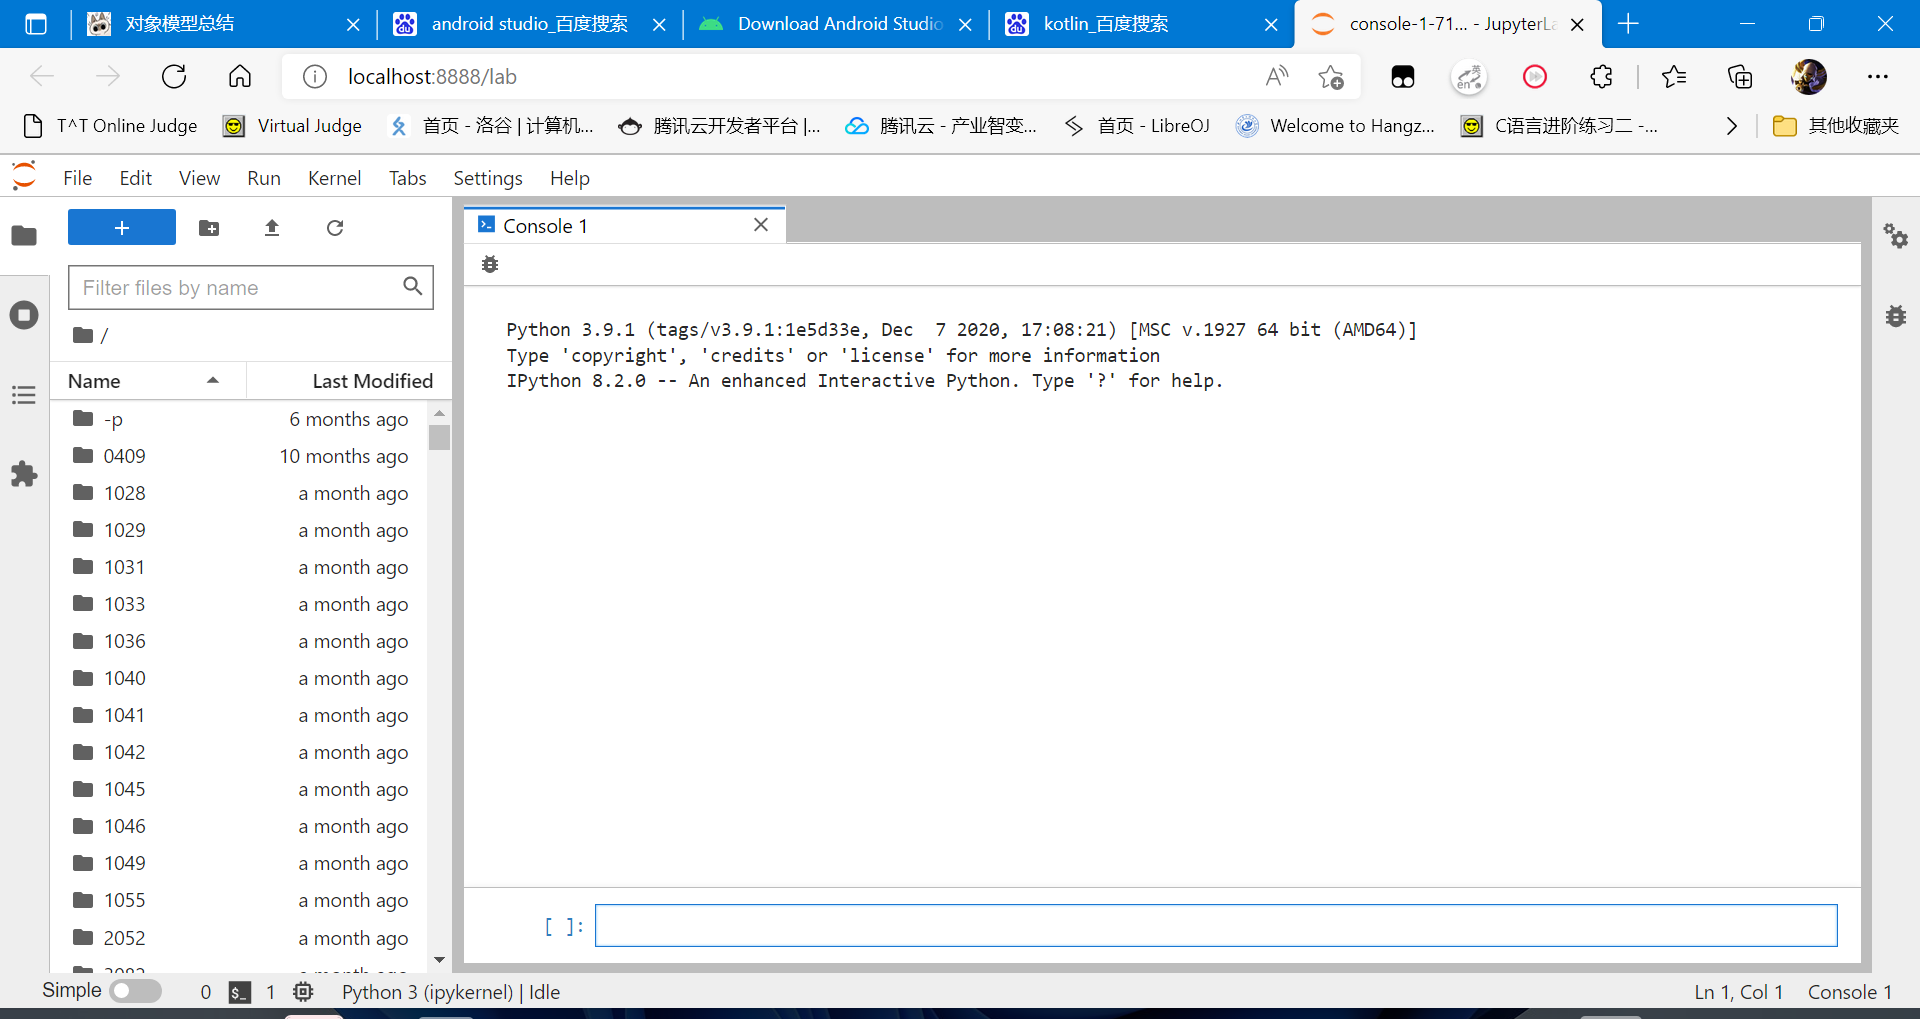 对象模型总结
android studio_百度搜索
Download Android Studio
kotlin_百度搜索
console-1-71... - JupyterLa
localhost:8888/lab
T^T Online Judge
Virtual Judge
首页 - 洛谷 | 计算机...
腾讯云开发者平台 |...
腾讯云 - 产业智变...
首页 - LibreOJ
Welcome to Hangz...
C语言进阶练习二 -...
其他收藏夹
File Edit View Run Kernel Tabs Settings Help
Filter files by name
/
Name Last Modified
-p 6 months ago
0409 10 months ago
1028 a month ago
1029 a month ago
1031 a month ago
1033 a month ago
1036 a month ago
1040 a month ago
1041 a month ago
1042 a month ago
1045 a month ago
1046 a month ago
1049 a month ago
1055 a month ago
2052 a month ago
Console 1
Python 3.9.1 (tags/v3.9.1:1e5d33e, Dec  7 2020, 17:08:21) [MSC v.1927 64 bit (AMD64)]
Type 'copyright', 'credits' or 'license' for more information
IPython 8.2.0 -- An enhanced Interactive Python. Type '?' for help.
[ ]:
Simple 0 $_ 1 Python 3 (ipykernel) | Idle Ln 1, Col 1 Console 1